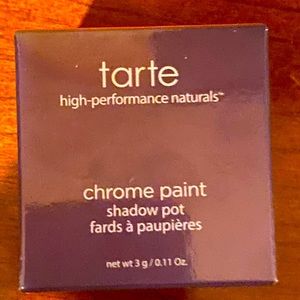 tarte
high-performance naturals™
chrome paint
shadow pot
fards à paupières
net wt 3 g / 0.11 Oz.